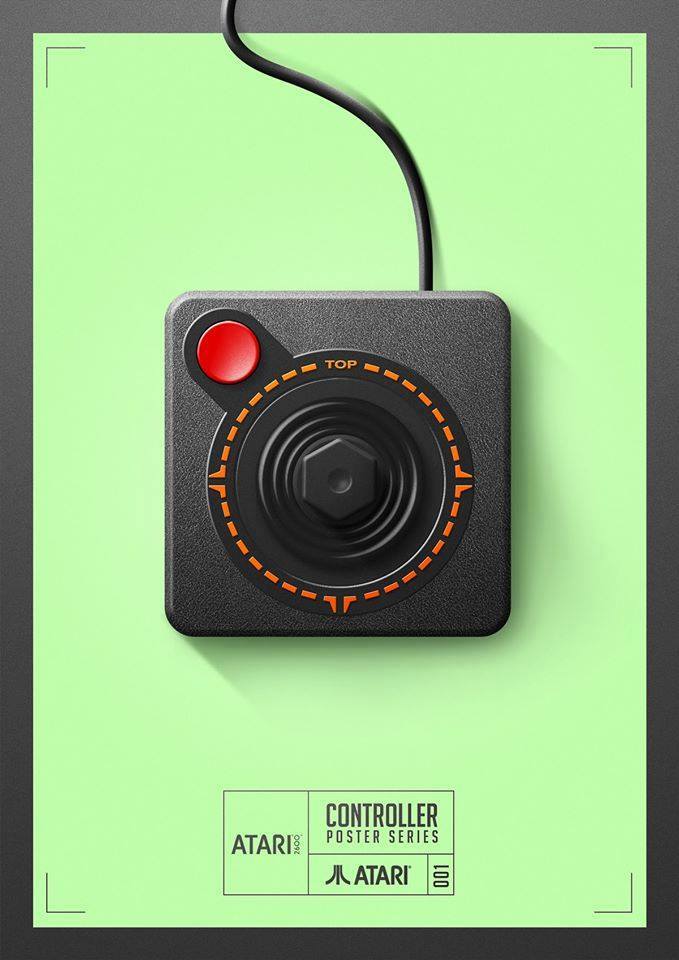 TOP
ATARI 2600
CONTROLLER
POSTER SERIES
ATARI
001